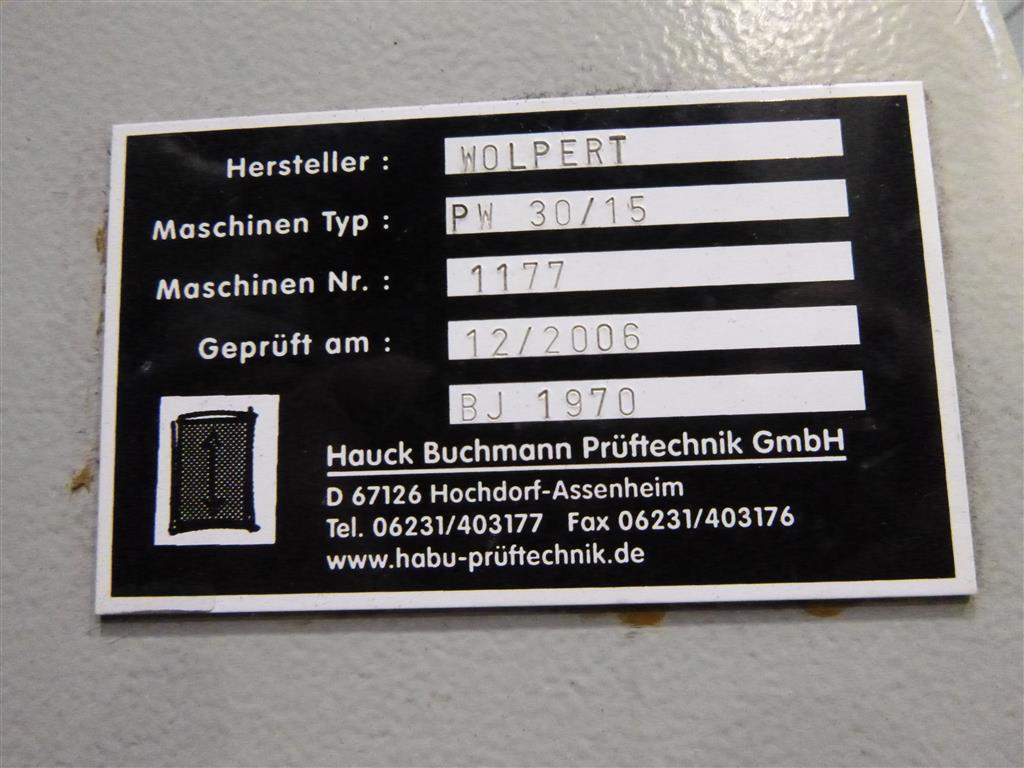 Hersteller : WOLPERT
Maschinen Typ : PW 30/15
Maschinen Nr. : 1177
Geprüft am : 12/2006
BJ 1970
1
Hauck Buchmann Prüftechnik GmbH
D 67126 Hochdorf-Assenheim
Tel. 06231/403177 Fax 06231/403176
www.habu-prüftechnik.de